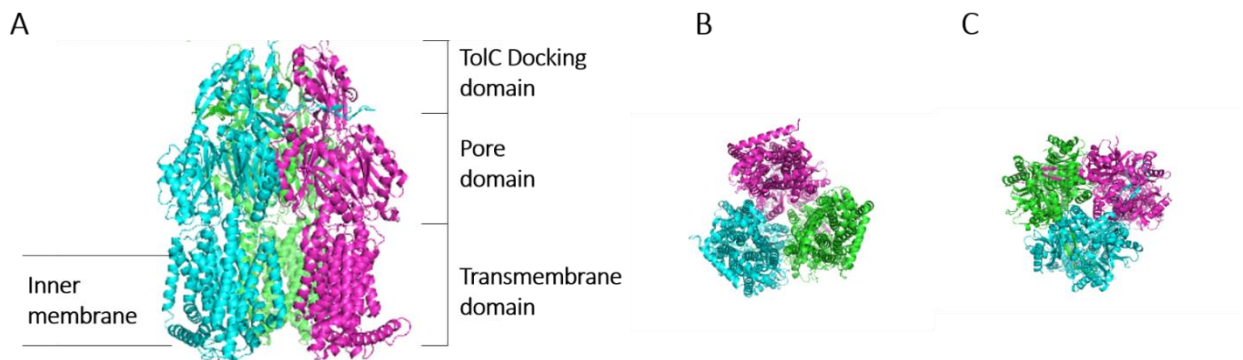 A
B
C
TolC Docking
domain
Pore
domain
Inner
membrane
Transmembrane
domain